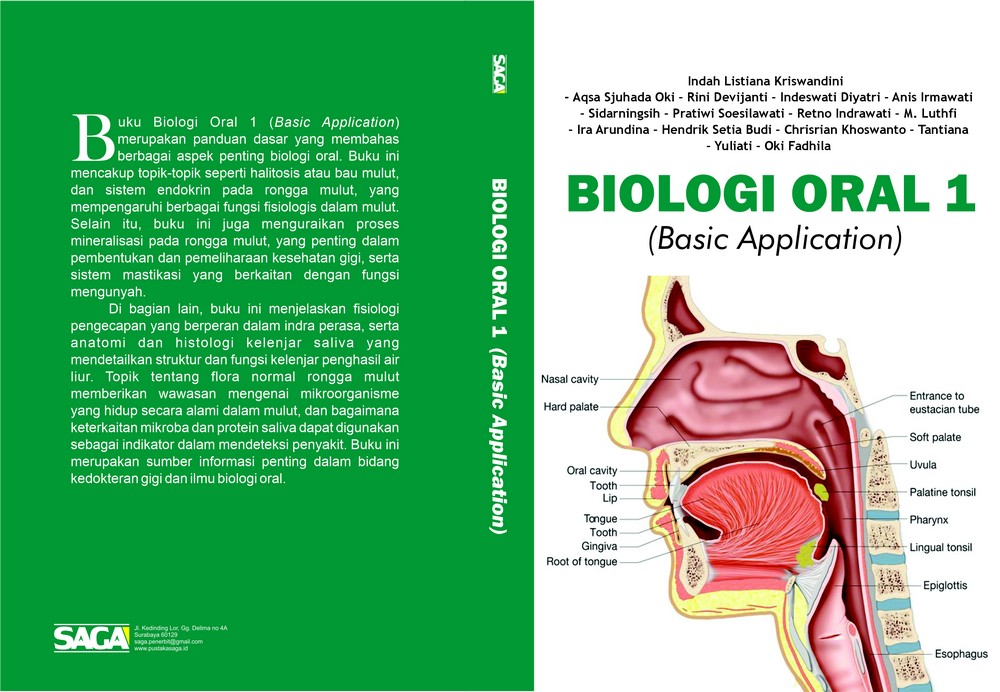 Buku Biologi Oral 1 (Basic Application)
merupakan panduan dasar yang membahas
berbagai aspek penting biologi oral. Buku ini
mencakup topik-topik seperti halitosis atau bau mulut,
dan sistem endokrin pada rongga mulut, yang
mempengaruhi berbagai fungsi fisiologis dalam mulut.
Selain itu, buku ini juga menguraikan proses
mineralisasi pada rongga mulut, yang penting dalam
pembentukan dan pemeliharaan kesehatan gigi, serta
sistem mastikasi yang berkaitan dengan fungsi
mengunyah.
Di bagian lain, buku ini menjelaskan fisiologi
pengecapan yang berperan dalam indra perasa, serta
anatomi dan histologi kelenjar saliva yang
mendetailkan struktur dan fungsi kelenjar penghasil air
liur. Topik tentang flora normal rongga mulut
memberikan wawasan mengenai mikroorganisme
yang hidup secara alami dalam mulut, dan bagaimana
keterkaitan mikroba dan protein saliva dapat digunakan
sebagai indikator dalam mendeteksi penyakit. Buku ini
merupakan sumber informasi penting dalam bidang
kedokteran gigi dan ilmu biologi oral.
SAGA
Jl. Kedinding Lor, Gg. Delima no 4A
Surabaya 60129
saga.penerbit@gmail.com
www.pustakasaga.id
SAGA
BIOLOGI ORAL 1 (Basic Application)
Indah Listiana Kriswandini
- Aqsa Sjuhada Oki - Rini Devijanti - Indeswati Diyatri - Anis Irmawati
- Sidarningsih - Pratiwi Soesilawati - Retno Indrawati - M. Luthfi
- Ira Arundina - Hendrik Setia Budi - Chrisrian Khoswanto - Tantiana
- Yuliati - Oki Fadhila
BIOLOGI ORAL 1
(Basic Application)
Nasal cavity
Hard palate
Oral cavity
Tooth
Lip
Tongue
Tooth
Gingiva
Root of tongue
Entrance to
eustacian tube
Soft palate
Uvula
Palatine tonsil
Pharynx
Lingual tonsil
Epiglottis
Esophagus